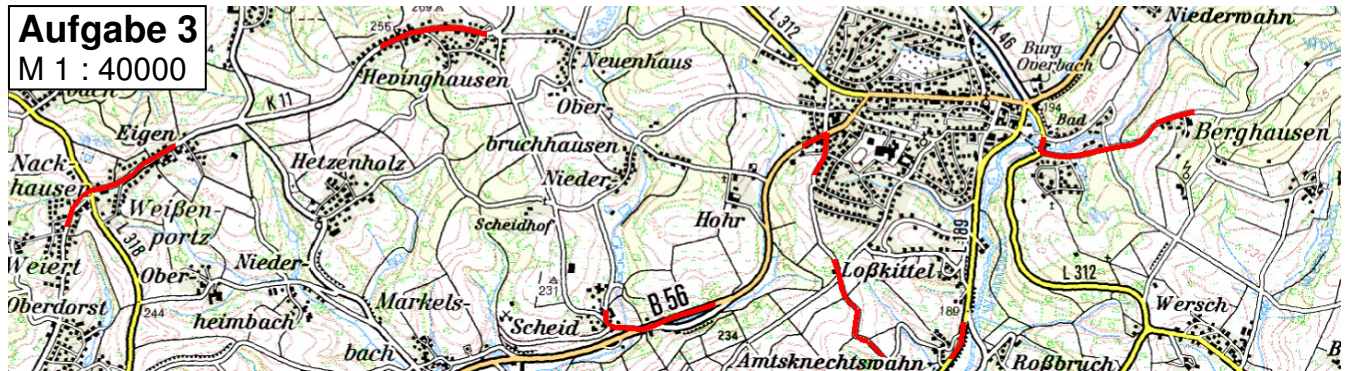 Aufgabe 3
M 1 : 40000
256
269
Hevinghausen
Neuenhaus
L 312
K 46
Burg
Overbach
Niederwahn
K 11
Eigen
Ober-
bruchhausen
Nieder-
194
Bad
Berghausen
Nack-
hausen
Hetzenholz
Weißen-
portz
Scheidhof
Hohr
L 318
189
Weiert
Ober-
Nieder-
heimbach
Oberdorst
244
Markels-
bach
231
Scheid
B 56
234
Loßkittel
189
L 312
Wersch
Amtsknechtswahn
Roßbruch